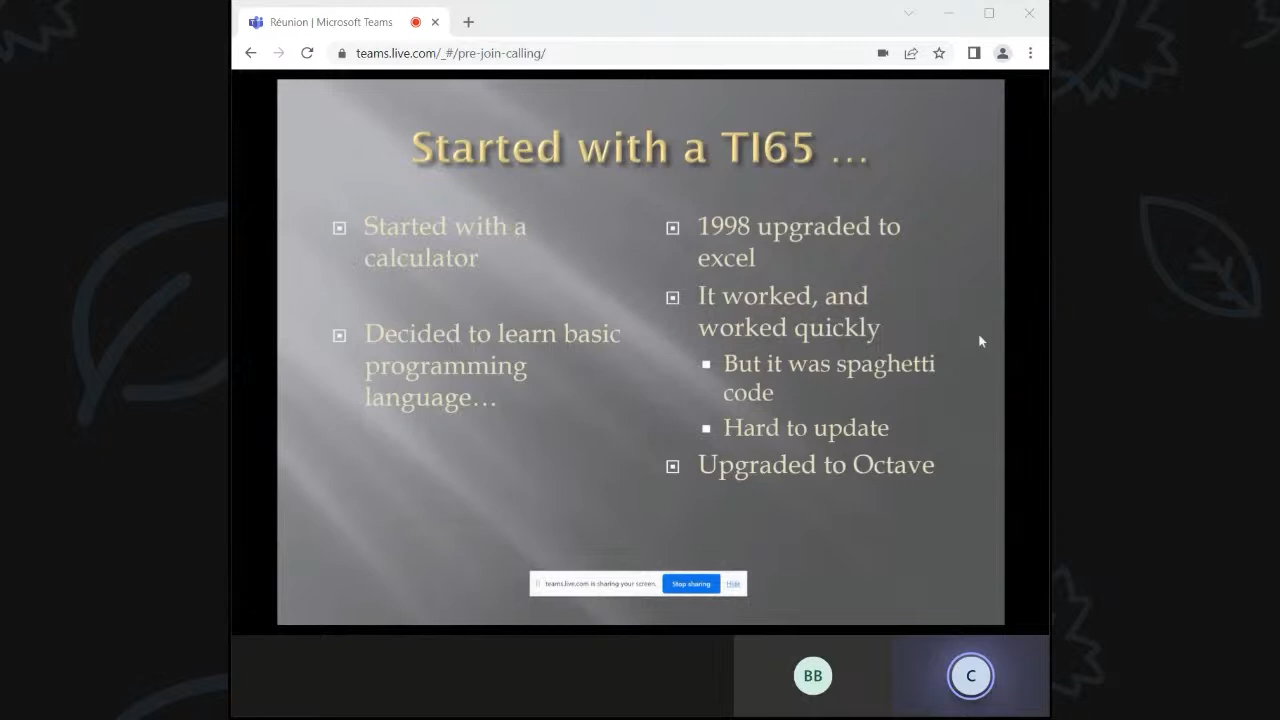 Réunion | Microsoft Teams
teams.live.com/_#/pre-join-calling/
Started with a TI65 ...
Started with a
calculator
Decided to learn basic
programming
language...
1998 upgraded to
excel
It worked, and
worked quickly
But it was spaghetti
code
Hard to update
Upgraded to Octave
teams.live.com is sharing your screen.
Stop sharing
Hide
BB
C